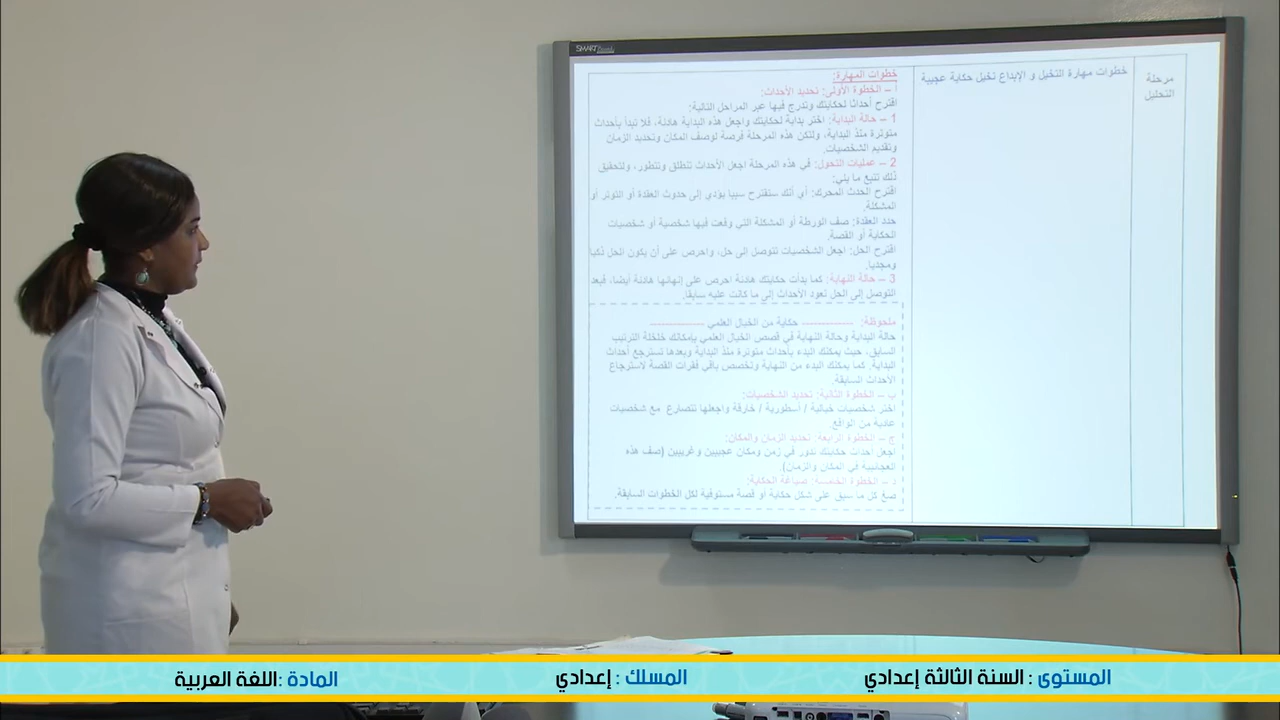 SMART Board
مرحلة
التحليل
خطوات مهارة التخيل و الإبداع تخيل حكاية عجيبة
خطوات المهارة:
أ – الخطوة الأولى: تحديد الأحداث:
اقترح أحداثا لحكايتك وتدرج فيها عبر المراحل التالية:
1 – حالة البداية: اختر بداية لحكايتك واجعل هذه البداية هادئة، فلا تبدأ بأحداث
متوترة منذ البداية، ولتكن هذه المرحلة فرصة لوصف المكان وتحديد الزمان
وتقديم الشخصيات.
2 – عمليات التحول: في هذه المرحلة اجعل الأحداث تنطلق وتتطور، ولتحقيق
ذلك تتبع ما يلي:
اقترح الحدث المحرك: أي أنك ستقترح سببا يؤدي إلى حدوث العقدة أو التوتر أو
المشكلة.
حدد العقدة: صف الورطة أو المشكلة التي وقعت فيها شخصية أو شخصيات
الحكاية أو القصة.
اقترح الحل: اجعل الشخصيات تتوصل الى حل، واحرص على أن يكون الحل ذكيا
ومجديا.
3 – حالة النهاية: كما بدأت حكايتك هادئة احرص على إنهائها هادئة أيضا، فبعد
التوصل إلى الحل تعود الأحداث إلى ما كانت عليه سابقا.
ملحوظة: ------------ حكاية من الخيال العلمي -------------
حالة البداية وحالة النهاية في قصص الخيال العلمي بإمكانك خلخلة الترتيب
السابق، حيث يمكنك البدء بأحداث متوترة منذ البداية وبعدها تسترجع أحداث
البداية. كما يمكنك البدء من النهاية وتخصص باقي فقرات القصة لاسترجاع
الأحداث السابقة.
ب – الخطوة الثانية: تحديد الشخصيات:
اختر شخصيات خيالية / أسطورية / خارقة واجعلها تتصارع مع شخصيات
عادية من الواقع.
ج – الخطوة الرابعة: تحديد الزمان والمكان:
اجعل أحداث حكايتك تدور في زمن ومكان عجيبين وغريبين (صف هذه
العجائبية في المكان والزمان)
د – الخطوة الخامسة: صياغة الحكاية:
صغ كل ما سبق على شكل حكاية أو قصة مستوفية لكل الخطوات السابقة.
المستوى : السنة الثالثة إعدادي
المسلك : إعدادي
المادة :اللغة العربية